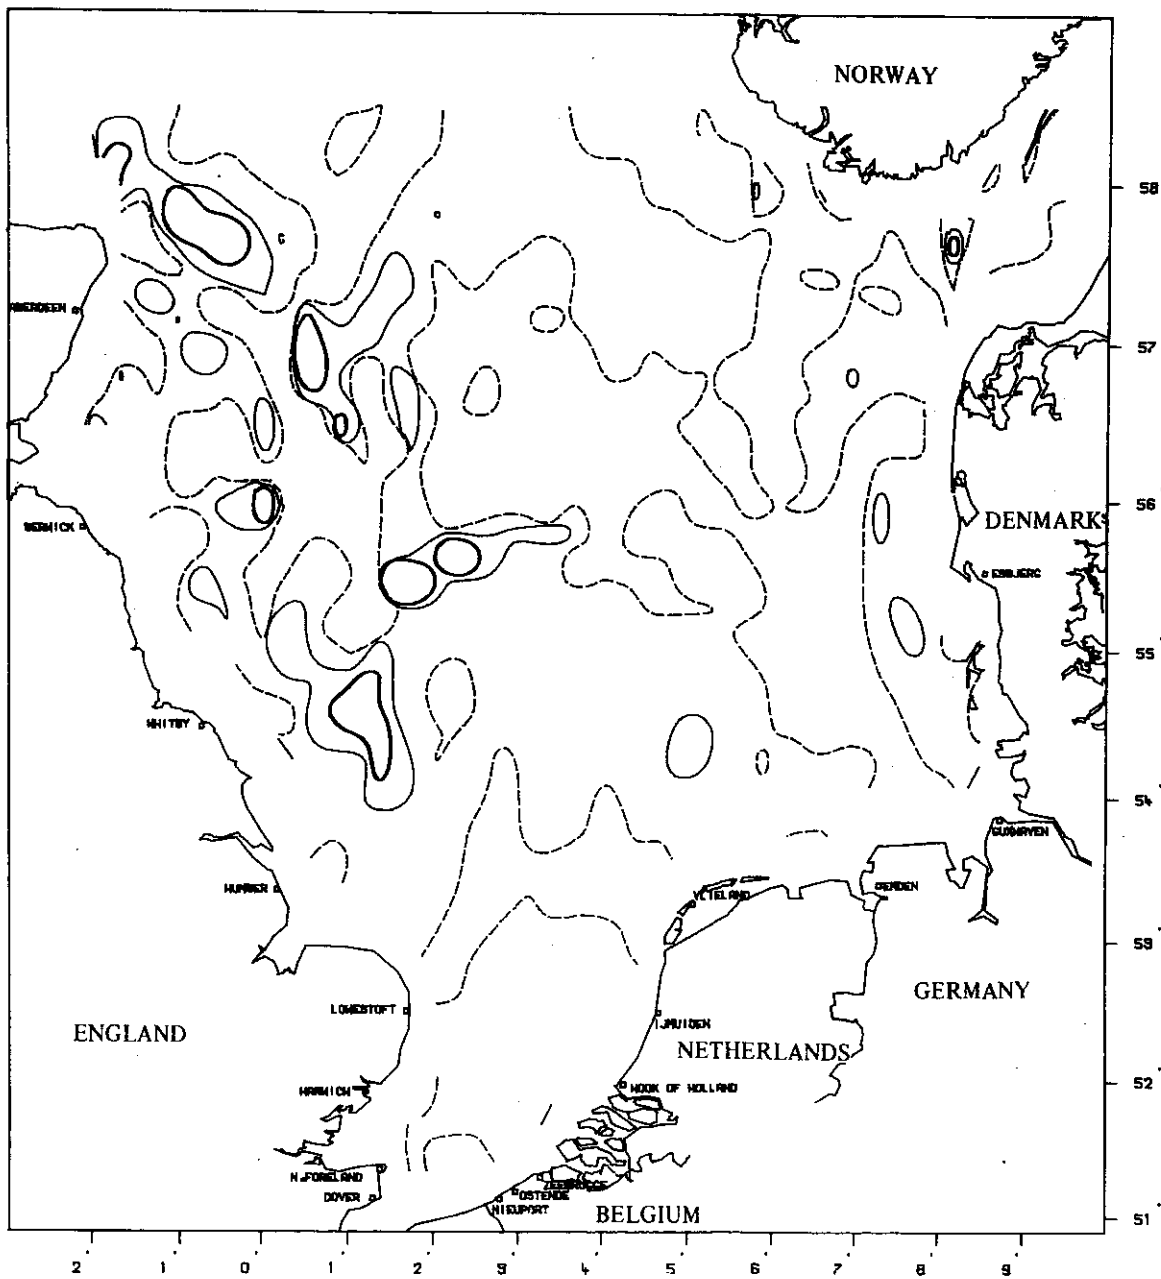 NORWAY
58
ABERDEEN
57
56
BERWICK
DENMARK
ESBJERG
55
WHITBY
54
CUXHAVEN
HUMBER
VLIELAND
EMDEN
53
GERMANY
LOWESTOFT
IJMUIDEN
ENGLAND
NETHERLANDS
52
HOOK OF HOLLAND
HARWICH
N.FORELAND
ZEEBRUGGE
DOVER
OSTENDE
NIEUPORT
BELGIUM
51
2 1 0 1 2 3 4 5 6 7 8 9